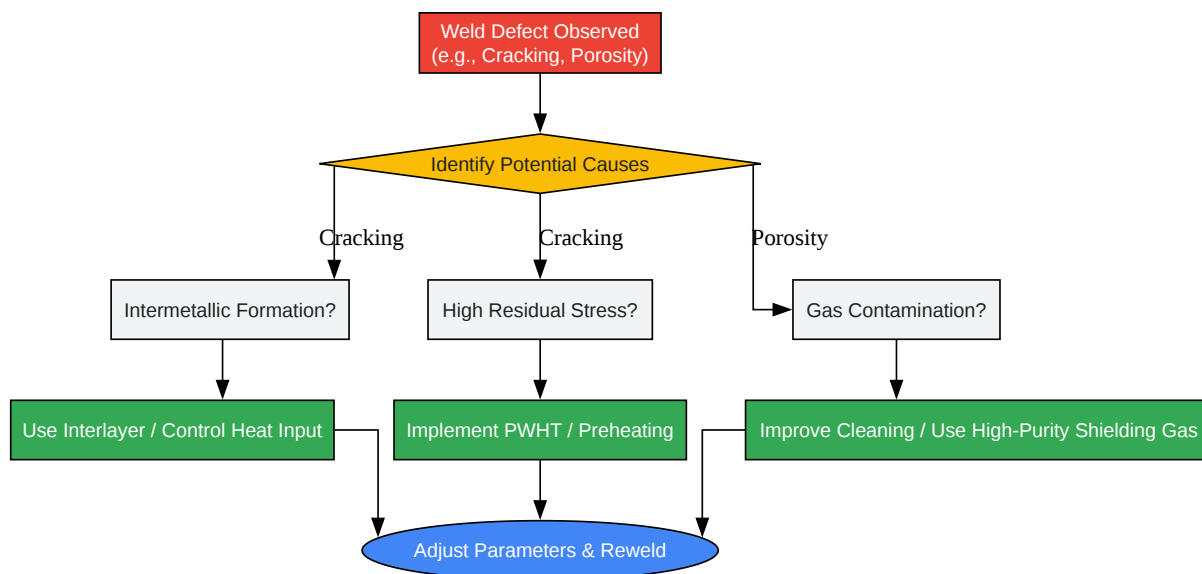 Weld Defect Observed
(e.g., Cracking, Porosity)
Identify Potential Causes
Cracking
Cracking
Porosity
Intermetallic Formation?
High Residual Stress?
Gas Contamination?
Use Interlayer / Control Heat Input
Implement PWHT / Preheating
Improve Cleaning / Use High-Purity Shielding Gas
Adjust Parameters & Reweld